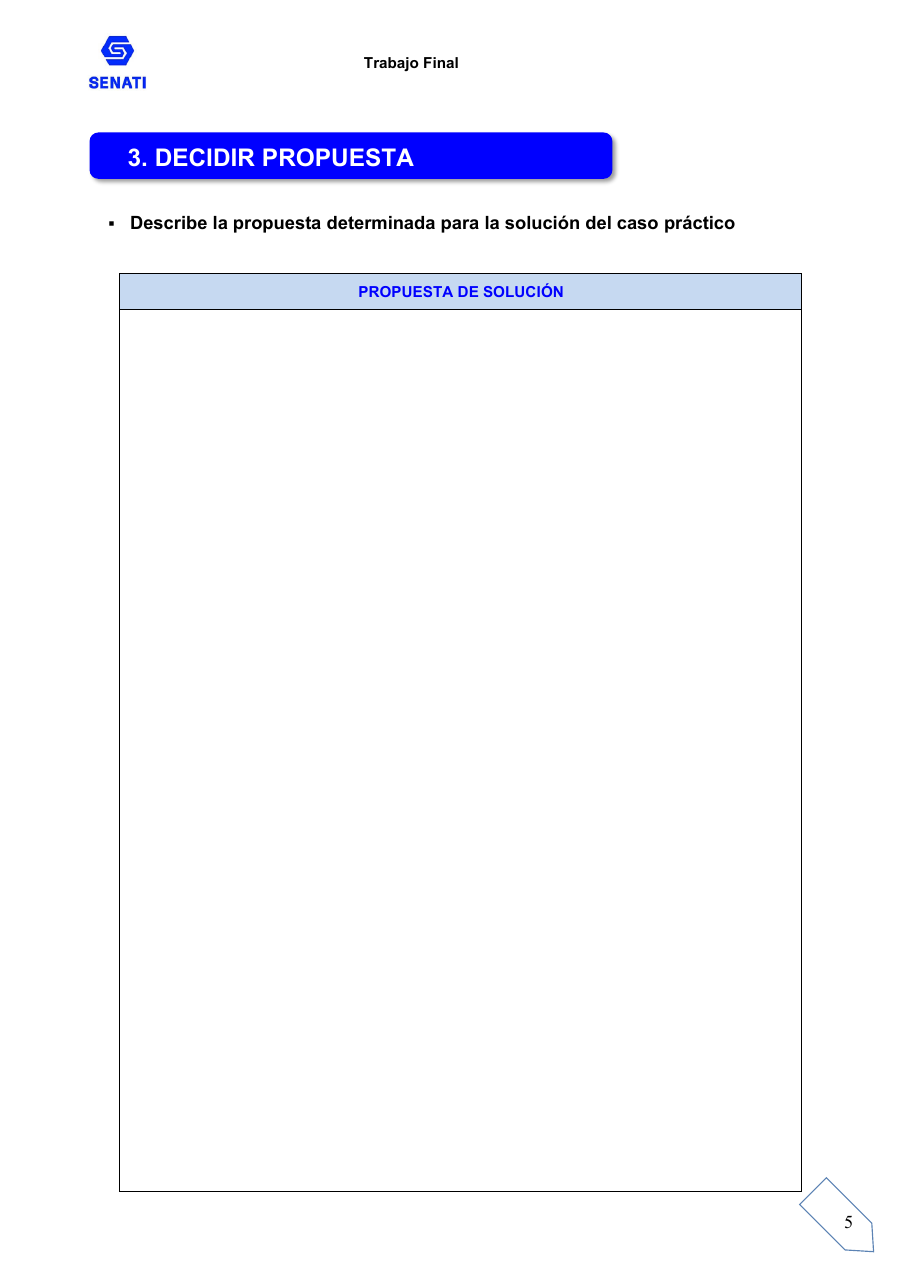 SENATI
Trabajo Final
3. DECIDIR PROPUESTA
▪ Describe la propuesta determinada para la solución del caso práctico
PROPUESTA DE SOLUCIÓN
5